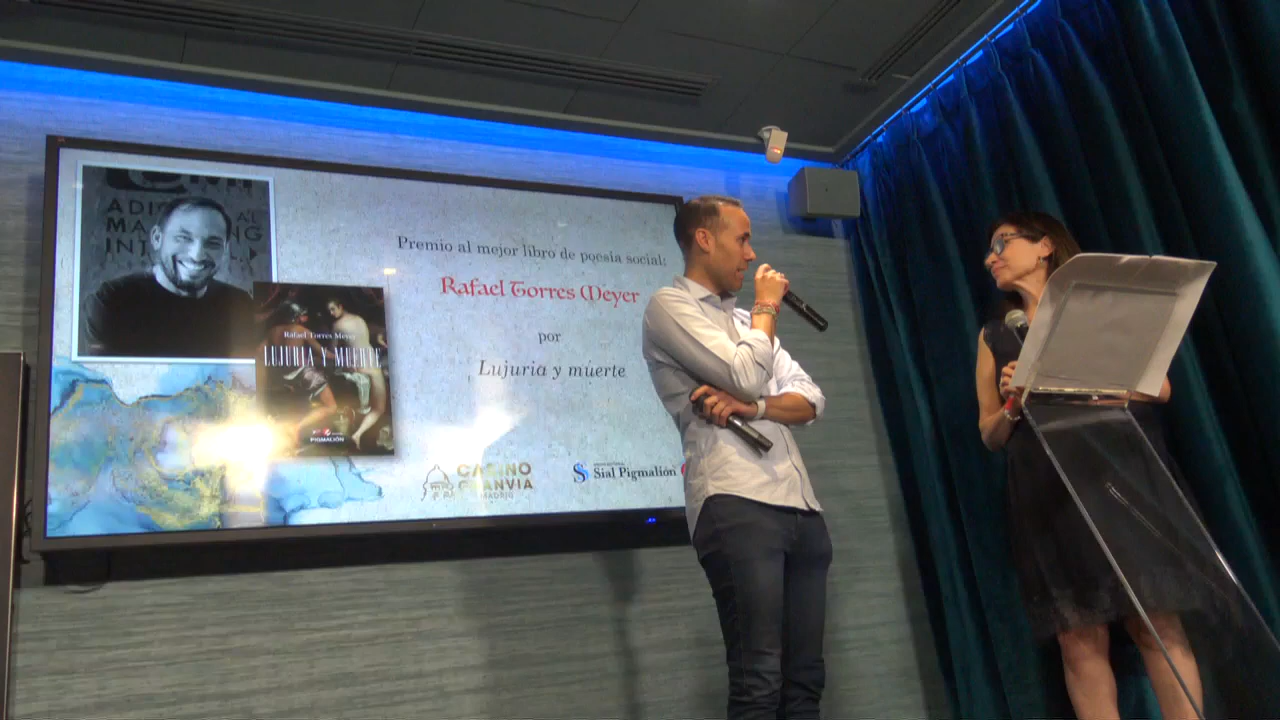 Premio al mejor libro de poesía social:
Rafael Torres Meyer
por
Lujuria y muerte
Rafael Torres Meyer
LUJURIA Y MUERTE
PIGMALIÓN
CASINO
GRANVIA
MADRID
Sial Pigmalión